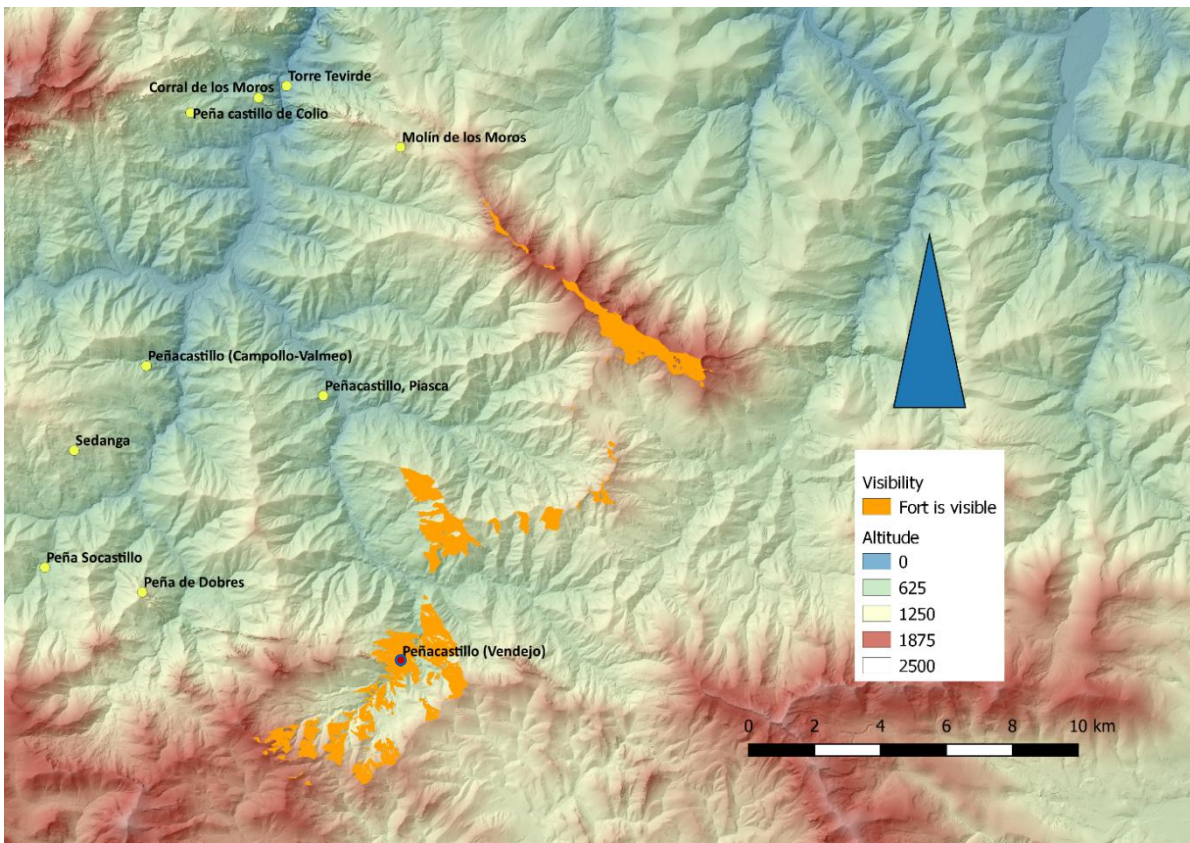 Torre Tevirde
Corral de los Moros
Peña castillo de Colio
Molín de los Moros
Peñacastillo (Campollo-Valmeo)
Peñacastillo, Piasca
Sedanga
Peña Socastillo
Peña de Dobres
Peñacastillo (Vendejo)
Visibility
Fort is visible
Altitude
0
625
1250
1875
2500
0 2 4 6 8 10 km